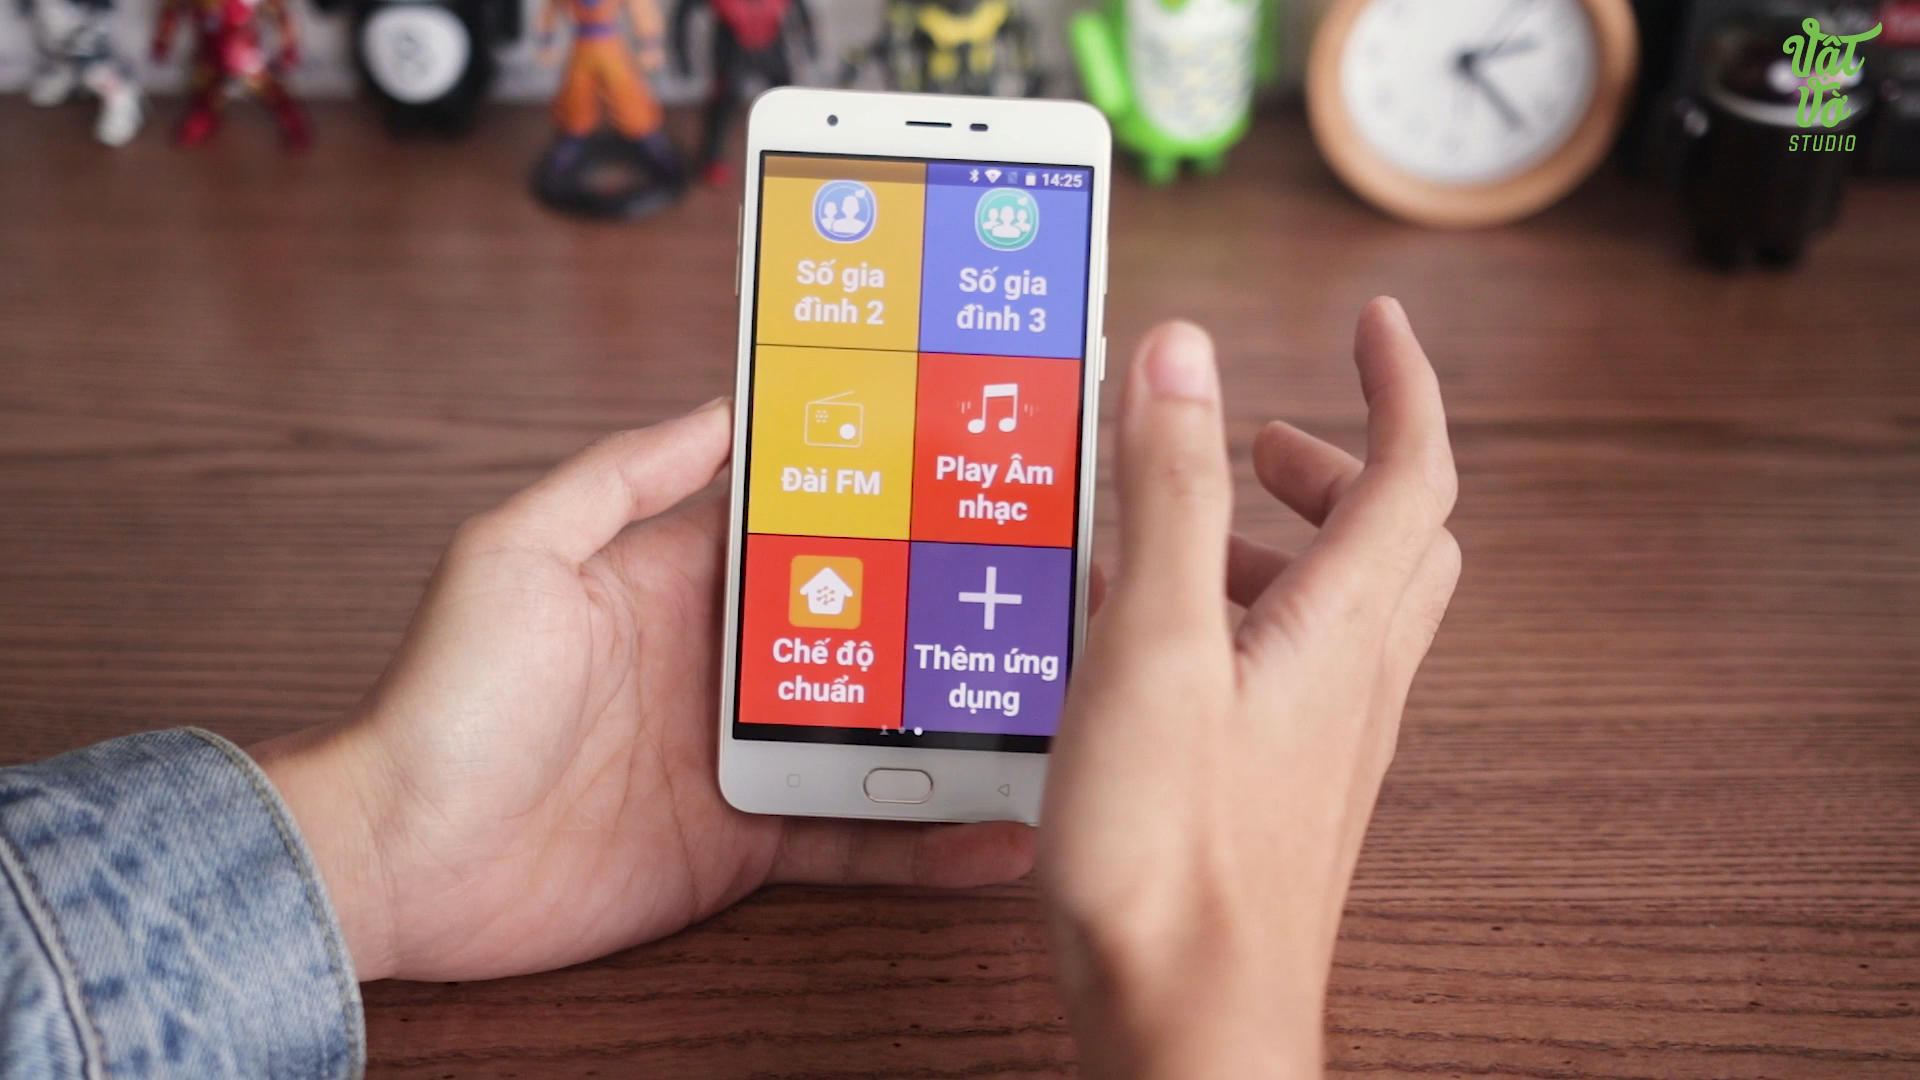 Vật
Vờ
STUDIO
14:25
Số gia
đình 2
Số gia
đình 3
Đài FM
Play Âm
nhạc
Chế độ
chuẩn
Thêm ứng
dụng